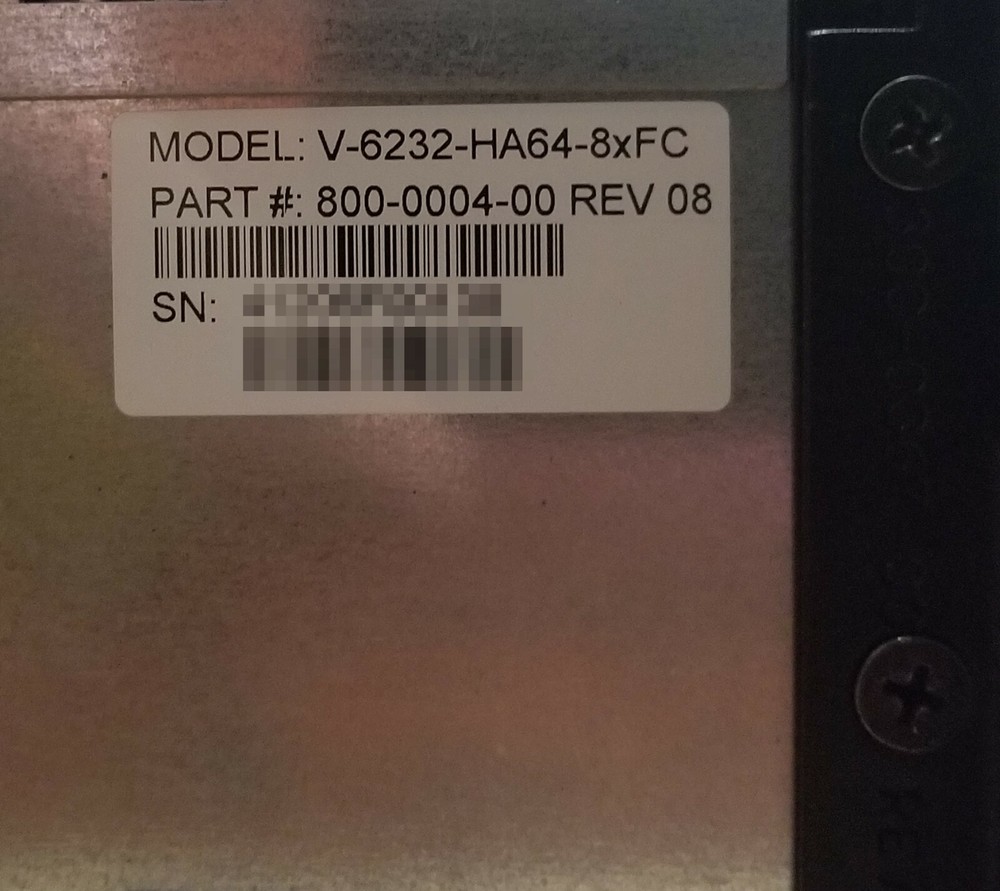 MODEL: V-6232-HA64-8xFC
PART #: 800-0004-00 REV 08
SN: